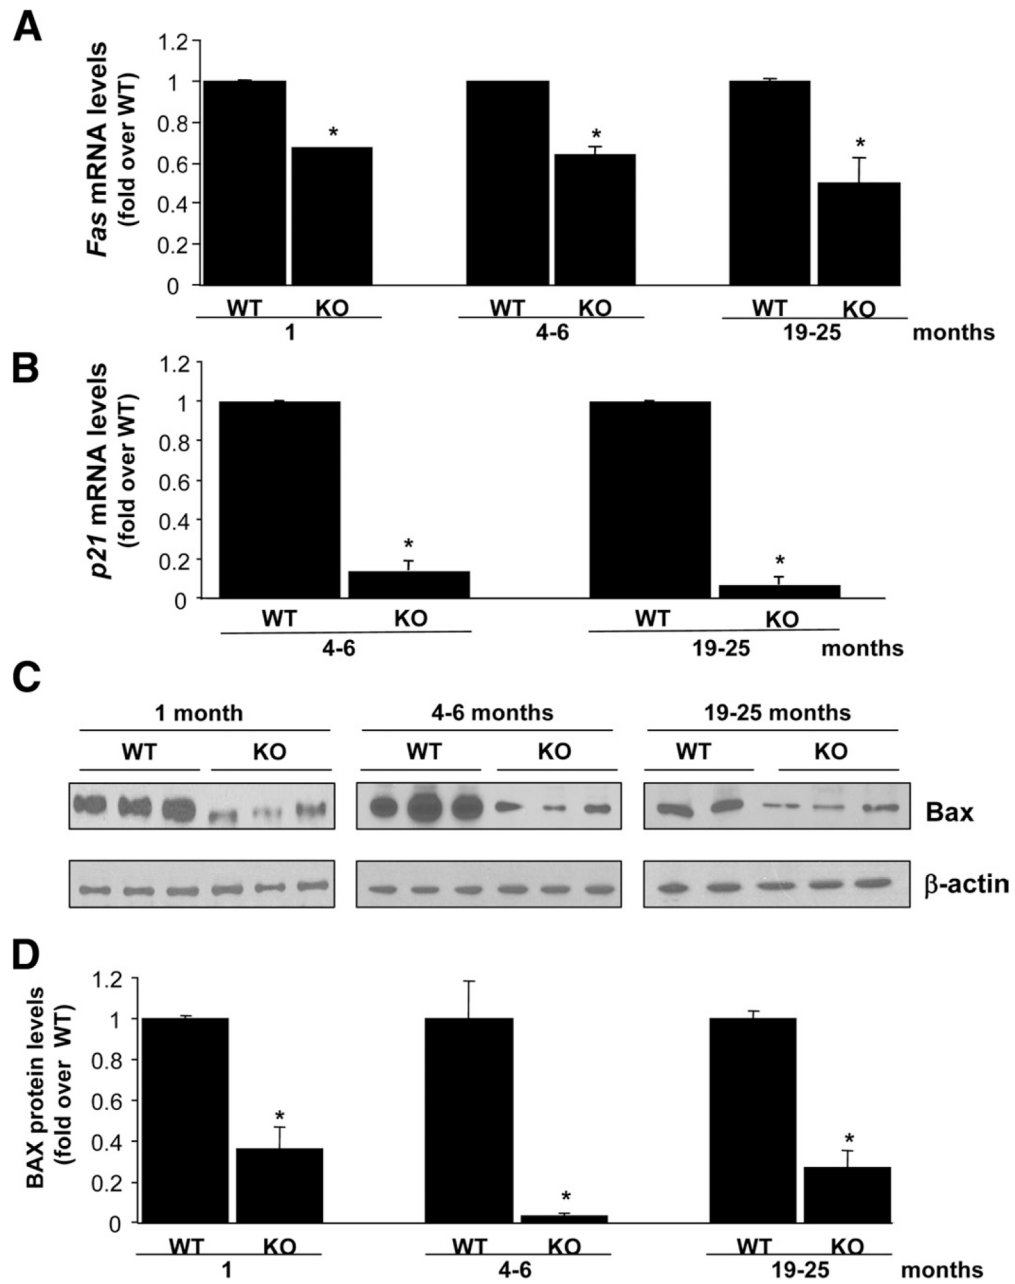 A
Fas mRNA levels
(fold over WT)
1.2
1
0.8
0.6
0.4
0.2
0
*
*
*
WT KO WT KO WT KO
1 4-6 19-25 months
B
p21 mRNA levels
(fold over WT)
1.2
1
0.8
0.6
0.4
0.2
0
*
*
WT KO WT KO
4-6 19-25 months
C
1 month 4-6 months 19-25 months
WT KO WT KO WT KO
Bax
β-actin
D
BAX protein levels
(fold over WT)
1.2
1
0.8
0.6
0.4
0.2
0
*
*
*
WT KO WT KO WT KO
1 4-6 19-25 months